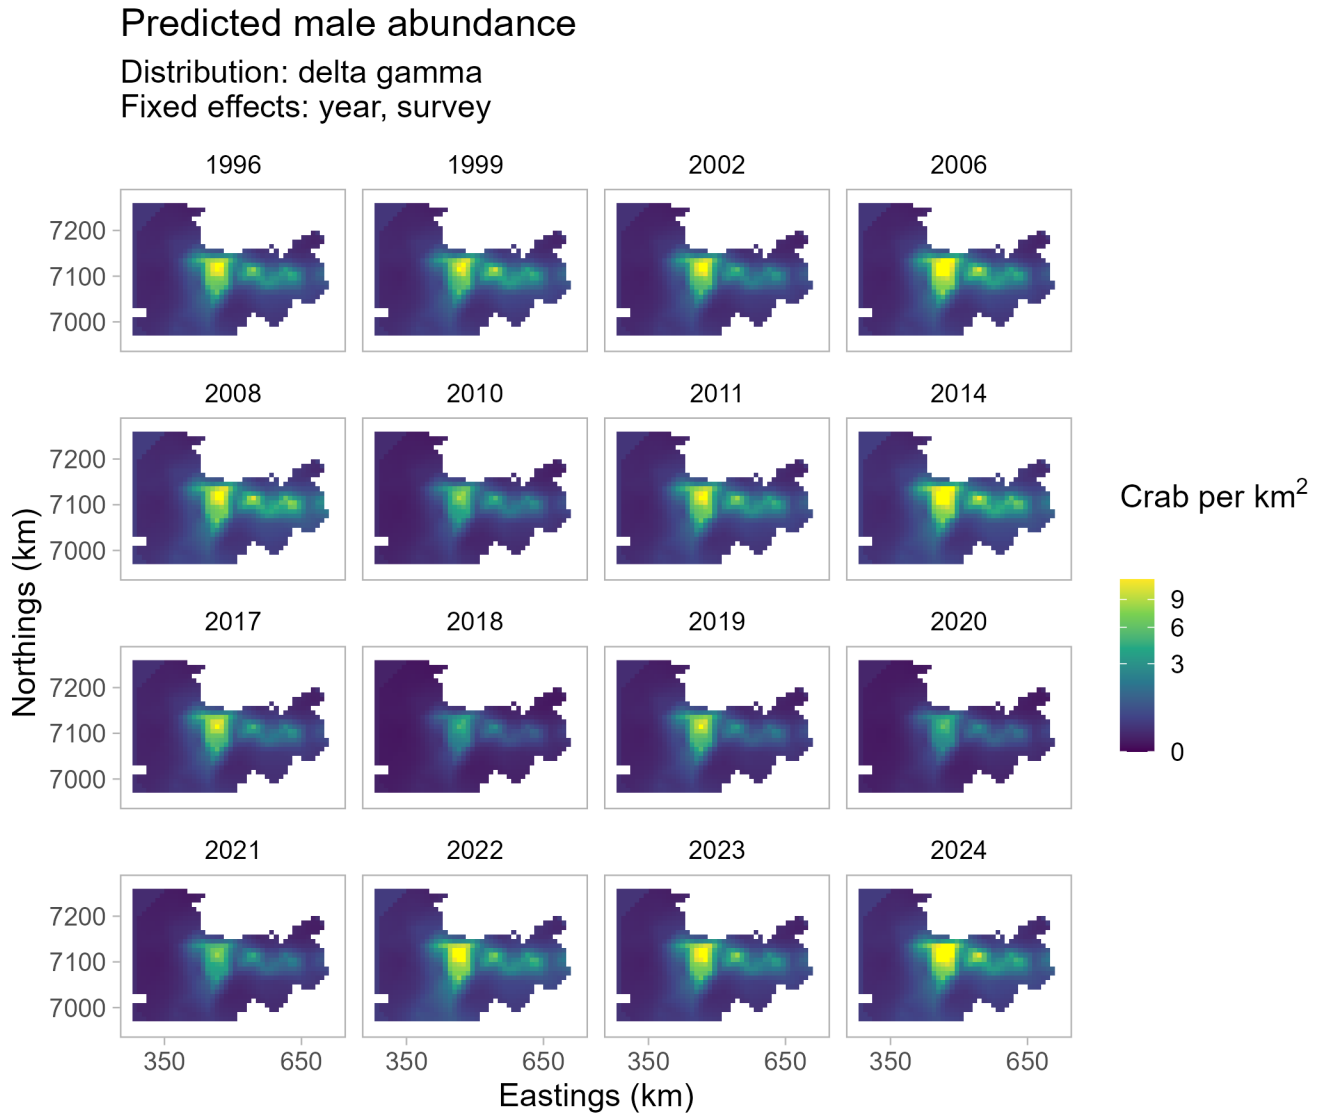 Predicted male abundance
Distribution: delta gamma
Fixed effects: year, survey
1996 1999 2002 2006
7200
7100
7000
2008 2010 2011 2014
7200
7100
7000
2017 2018 2019 2020
7200
7100
7000
2021 2022 2023 2024
7200
7100
7000
350 650 350 650 350 650 350 650
Eastings (km)
Northings (km)
Crab per km²
9
6
3
0